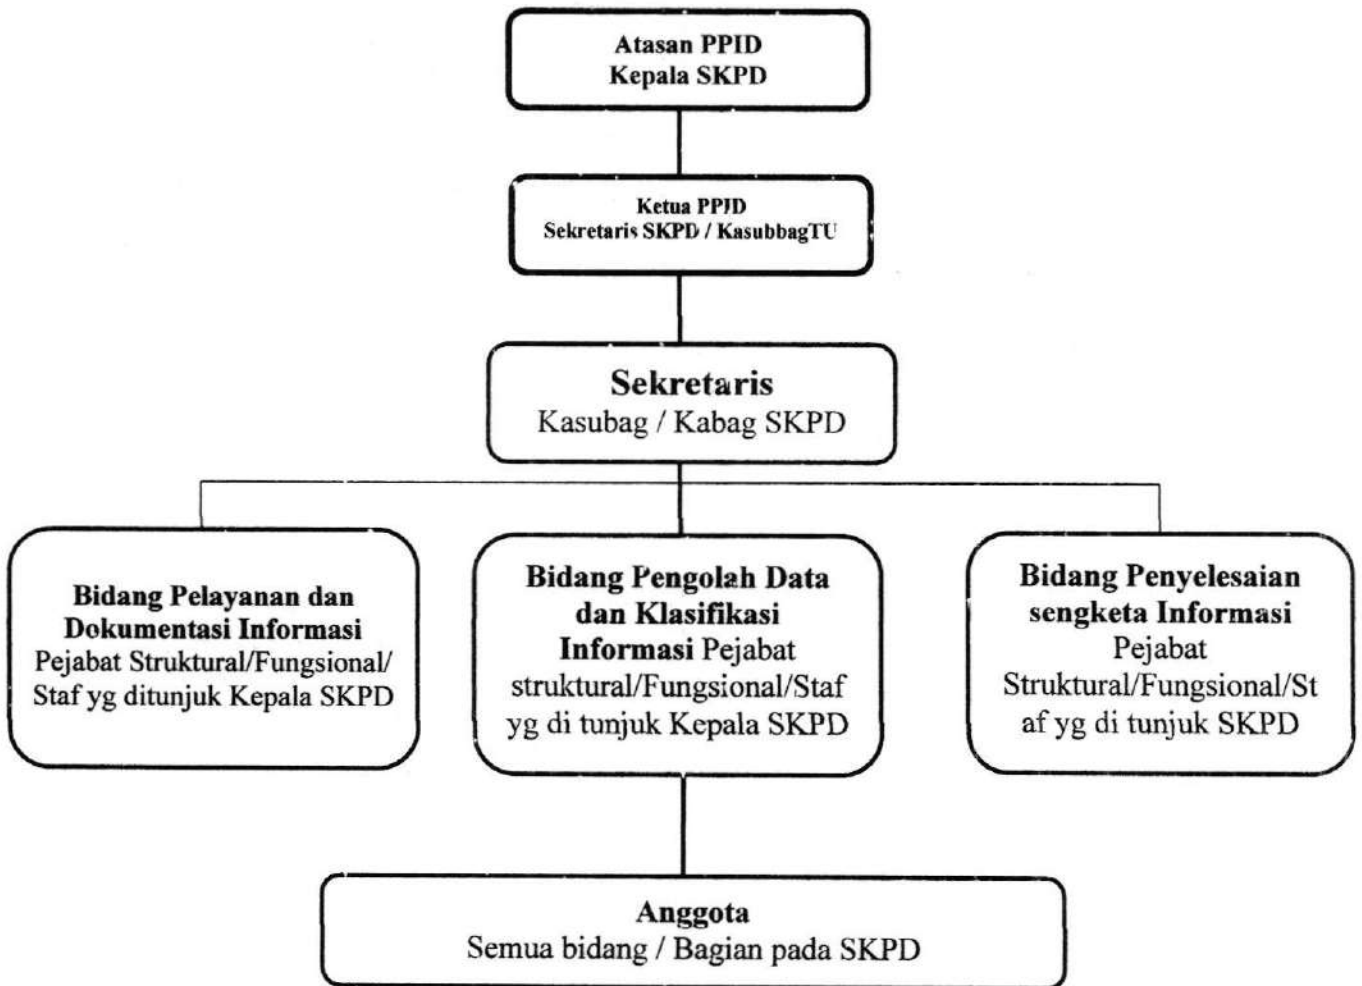 Atasan PPID
Kepala SKPD
Ketua PPID
Sekretaris SKPD / KasubbagTU
Sekretaris
Kasubag / Kabag SKPD
Bidang Pelayanan dan
Dokumentasi Informasi
Pejabat Struktural/Fungsional/
Staf yg ditunjuk Kepala SKPD
Bidang Pengolah Data
dan Klasifikasi
Informasi Pejabat
struktural/Fungsional/Staf
yg di tunjuk Kepala SKPD
Bidang Penyelesaian
sengketa Informasi
Pejabat
Struktural/Fungsional/St
af yg di tunjuk SKPD
Anggota
Semua bidang / Bagian pada SKPD